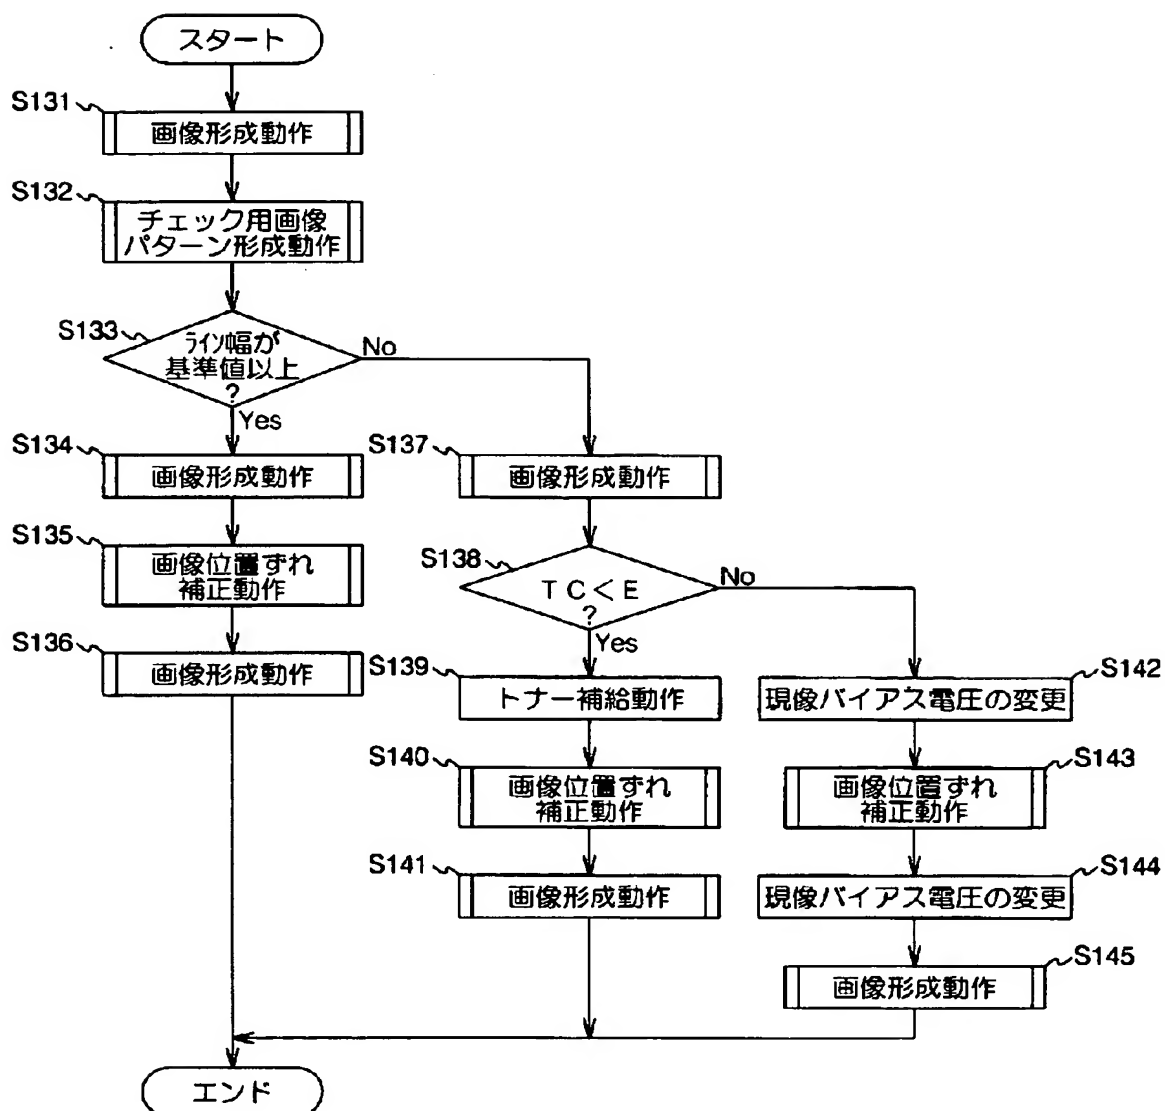 スタート
S131
画像形成動作
S132
チェック用画像
パターン形成動作
S133
ライン幅が
基準値以上
?
No
Yes
S134
画像形成動作
S135
画像位置ずれ
補正動作
S136
画像形成動作
S137
画像形成動作
S138
TC<E
?
No
Yes
S139
トナー補給動作
S140
画像位置ずれ
補正動作
S141
画像形成動作
S142
現像バイアス電圧の変更
S143
画像位置ずれ
補正動作
S144
現像バイアス電圧の変更
S145
画像形成動作
エンド